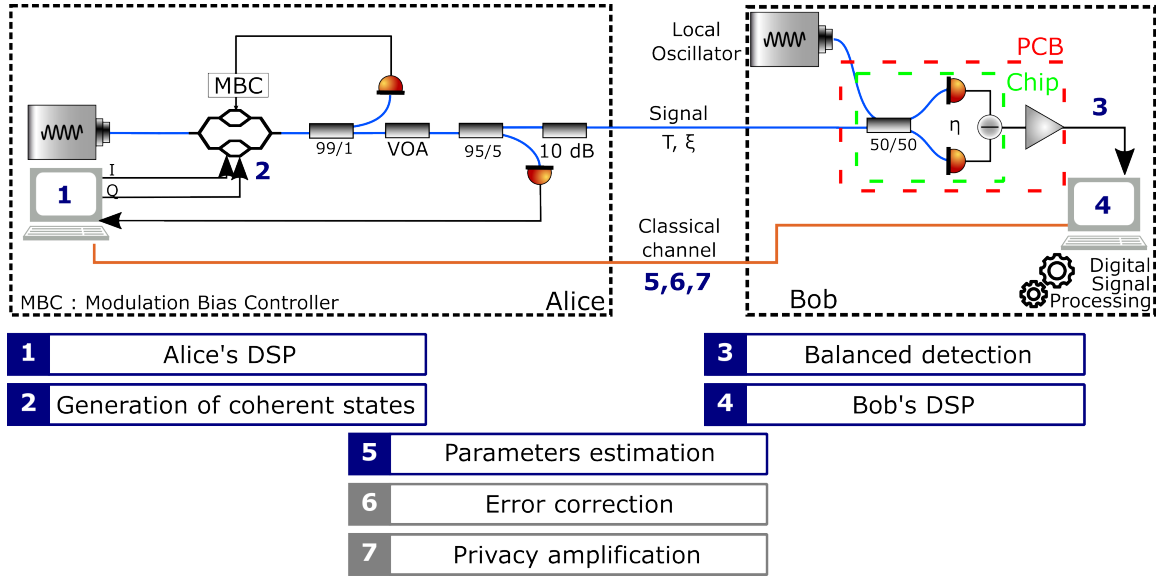 Local
Oscillator
PCB
Chip
MBC
3
99/1
VOA
95/5
10 dB
Signal
T, ξ
50/50
η
I
Q
2
1
4
Classical
channel
5,6,7
MBC : Modulation Bias Controller
Alice
Bob
Digital
Signal
Processing
1 Alice's DSP
2 Generation of coherent states
3 Balanced detection
4 Bob's DSP
5 Parameters estimation
6 Error correction
7 Privacy amplification